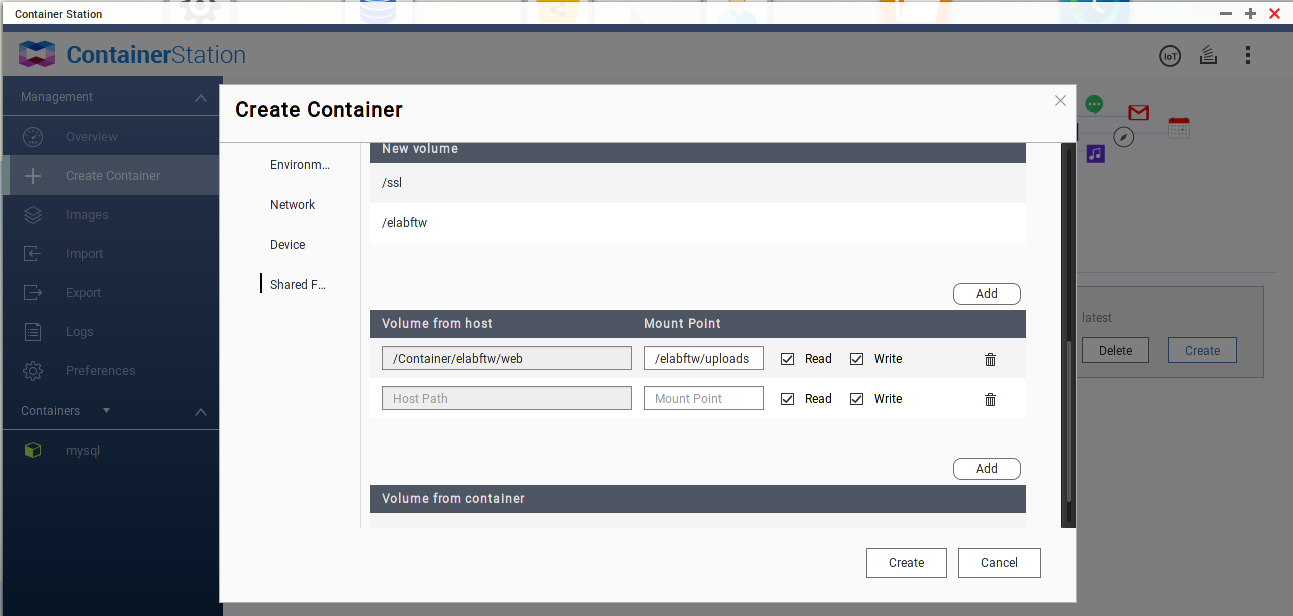 Container Station
ContainerStation
IoT
Management
Overview
Create Container
Images
Import
Export
Logs
Preferences
Containers
mysql
Create Container
Environm...
Network
Device
Shared F...
New volume
/ssl
/elabftw
Add
Volume from host Mount Point
/Container/elabftw/web /elabftw/uploads Read Write
Host Path Mount Point Read Write
Add
Volume from container
Create Cancel
latest
Delete Create